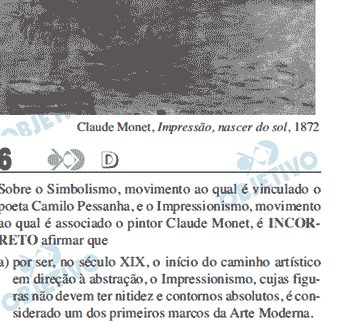 Claude Monet, Impressão, nascer do sol, 1872
6 D
OBJETIVO
Sobre o Simbolismo, movimento ao qual é vinculado o
poeta Camilo Pessanha, e o Impressionismo, movimento
ao qual é associado o pintor Claude Monet, é INCOR-
RETO afirmar que
a) por ser, no século XIX, o início do caminho artístico
em direção à abstração, o Impressionismo, cujas figu-
ras não devem ter nitidez e contornos absolutos, é con-
siderado um dos primeiros marcos da Arte Moderna.